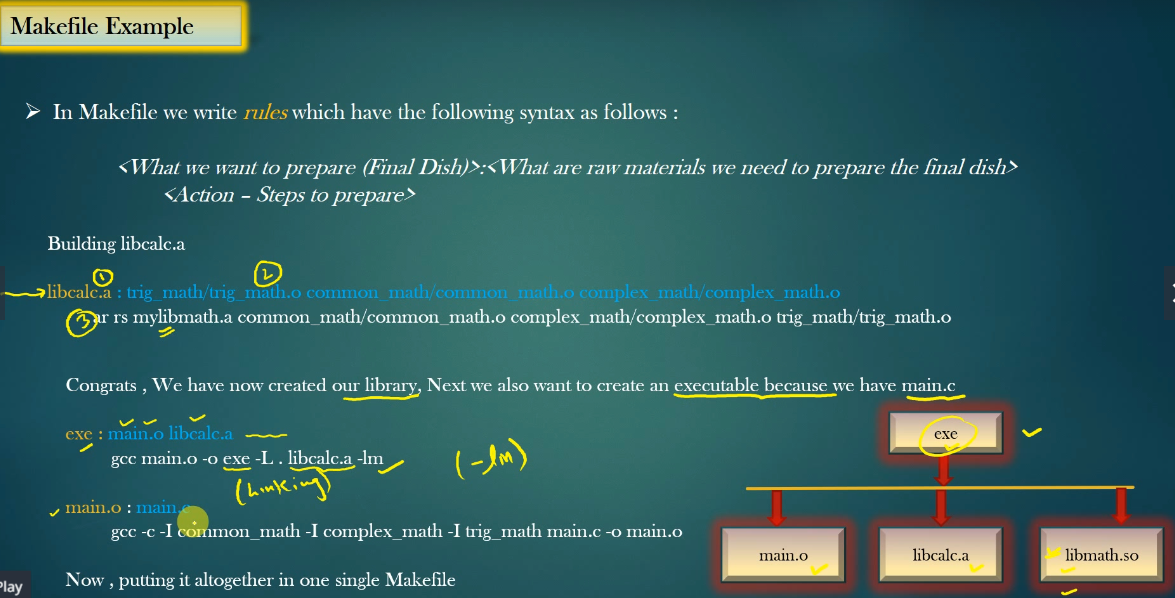 Makefile Example
➢ In Makefile we write rules which have the following syntax as follows :
<What we want to prepare (Final Dish)>:<What are raw materials we need to prepare the final dish>
<Action – Steps to prepare>
Building libcalc.a
1 2
libcalc.a : trig_math/trig_math.o common_math/common_math.o complex_math/complex_math.o
3 ar rs mylibmath.a common_math/common_math.o complex_math/complex_math.o trig_math/trig_math.o
Congrats , We have now created our library, Next we also want to create an executable because we have main.c
exe : main.o libcalc.a
gcc main.o -o exe -L . libcalc.a -lm (-lm)
(Linking)
main.o : main.c
gcc -c -I common_math -I complex_math -I trig_math main.c -o main.o
Now , putting it altogether in one single Makefile
exe
main.o
libcalc.a
libmath.so
Play